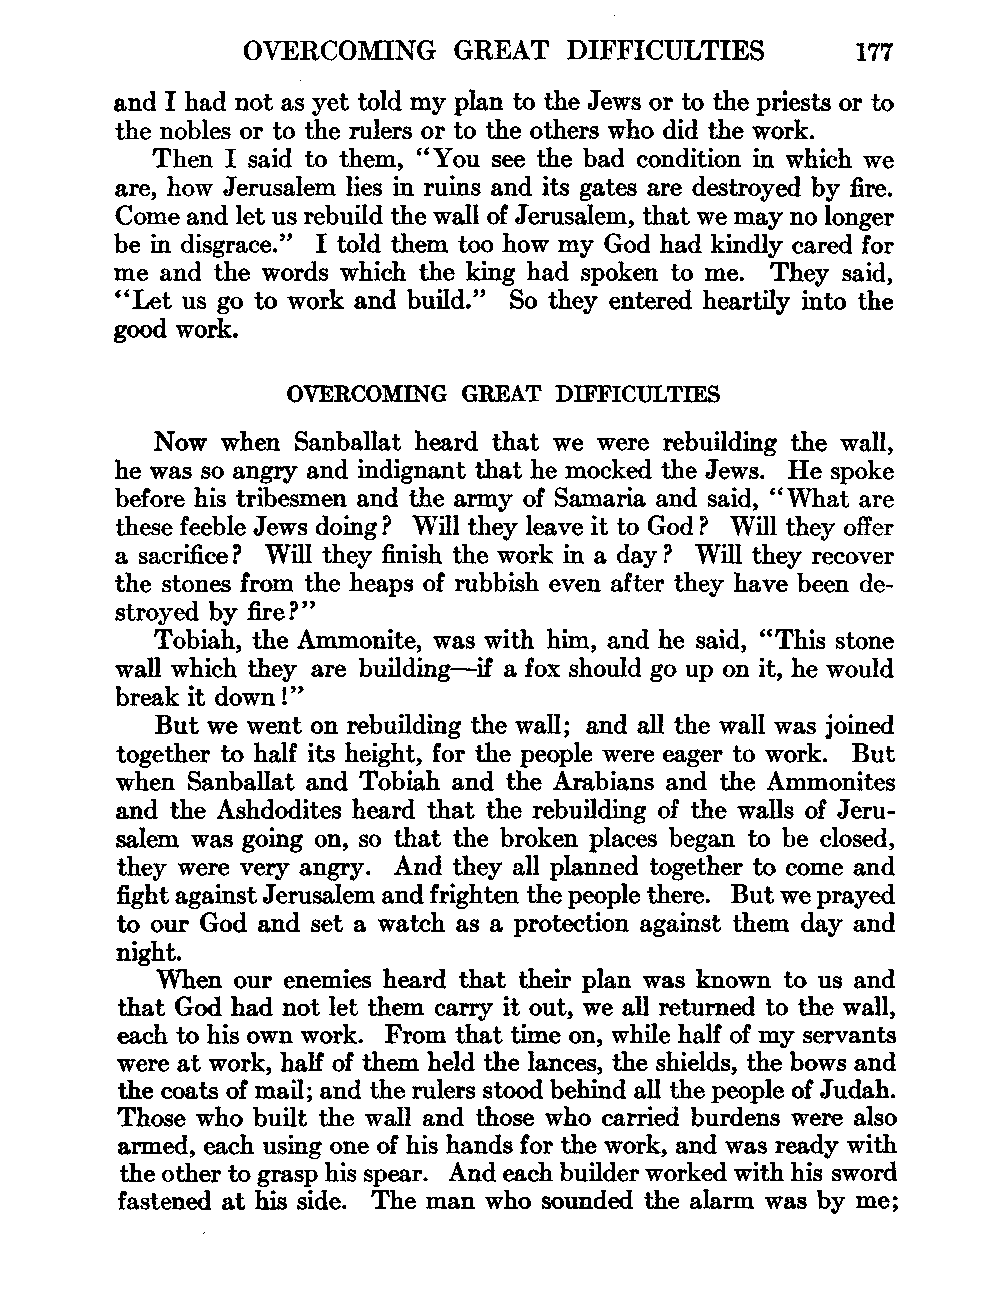 OVERCOMING GREAT DIFFICULTIES 177
and I had not as yet told my plan to the Jews or to the priests or to
the nobles or to the rulers or to the others who did the work.
Then I said to them, “You see the bad condition in which we
are, how Jerusalem lies in ruins and its gates are destroyed by fire.
Come and let us rebuild the wall of Jerusalem, that we may no longer
be in disgrace.” I told them too how my God had kindly cared for
me and the words which the king had spoken to me. They said,
“Let us go to work and build.” So they entered heartily into the
good work.
OVERCOMING GREAT DIFFICULTIES
Now when Sanballat heard that we were rebuilding the wall,
he was so angry and indignant that he mocked the Jews. He spoke
before his tribesmen and the army of Samaria and said, “What are
these feeble Jews doing? Will they leave it to God? Will they offer
a sacrifice? Will they finish the work in a day? Will they recover
the stones from the heaps of rubbish even after they have been de-
stroyed by fire?”
Tobiah, the Ammonite, was with him, and he said, “This stone
wall which they are building—if a fox should go up on it, he would
break it down!”
But we went on rebuilding the wall; and all the wall was joined
together to half its height, for the people were eager to work. But
when Sanballat and Tobiah and the Arabians and the Ammonites
and the Ashdodites heard that the rebuilding of the walls of Jeru-
salem was going on, so that the broken places began to be closed,
they were very angry. And they all planned together to come and
fight against Jerusalem and frighten the people there. But we prayed
to our God and set a watch as a protection against them day and
night.
When our enemies heard that their plan was known to us and
that God had not let them carry it out, we all returned to the wall,
each to his own work. From that time on, while half of my servants
were at work, half of them held the lances, the shields, the bows and
the coats of mail; and the rulers stood behind all the people of Judah.
Those who built the wall and those who carried burdens were also
armed, each using one of his hands for the work, and was ready with
the other to grasp his spear. And each builder worked with his sword
fastened at his side. The man who sounded the alarm was by me;